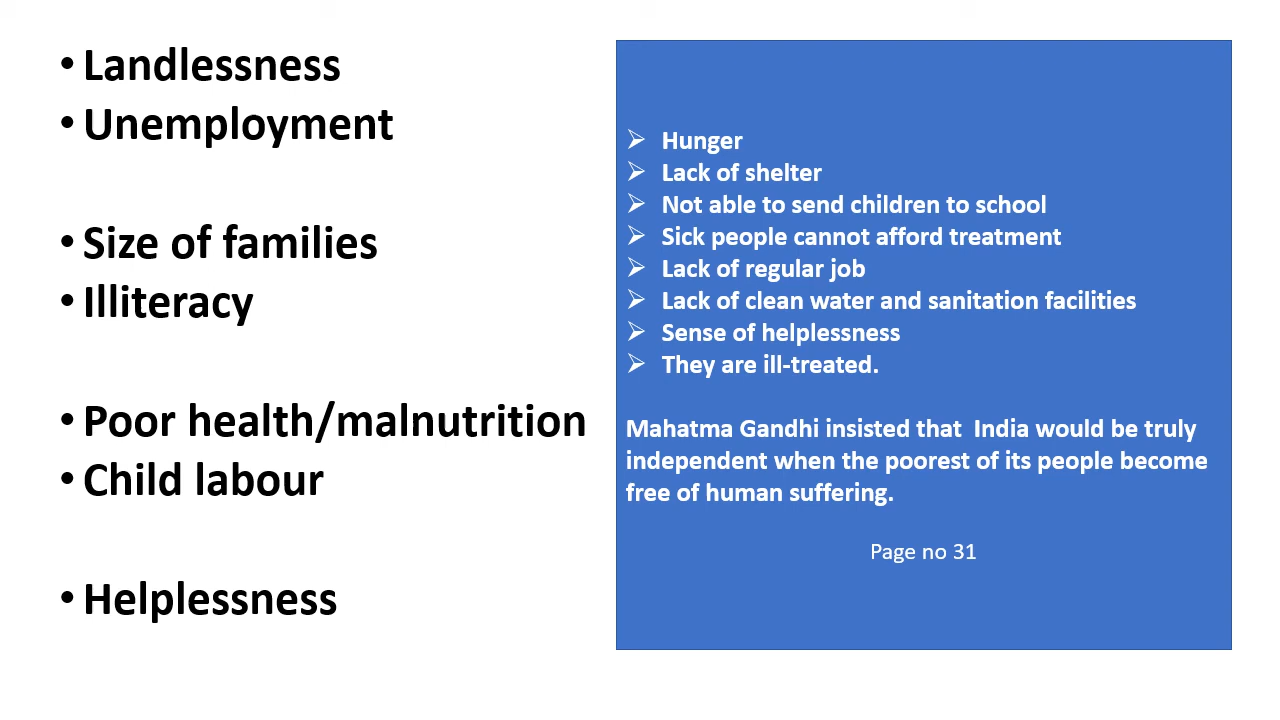 • Landlessness
• Unemployment
• Size of families
• Illiteracy
• Poor health/malnutrition
• Child labour
• Helplessness
➢ Hunger
➢ Lack of shelter
➢ Not able to send children to school
➢ Sick people cannot afford treatment
➢ Lack of regular job
➢ Lack of clean water and sanitation facilities
➢ Sense of helplessness
➢ They are ill-treated.
Mahatma Gandhi insisted that  India would be truly
independent when the poorest of its people become
free of human suffering.
Page no 31